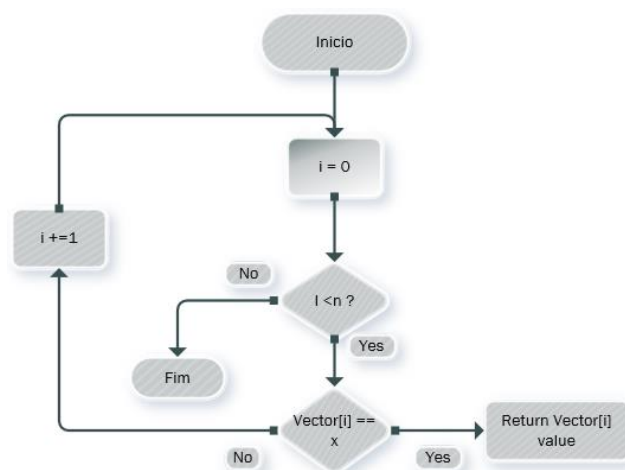 Inicio
i = 0
i +=1
No
I <n ?
Yes
Fim
Vector[i] ==
x
No
Yes
Return Vector[i]
value